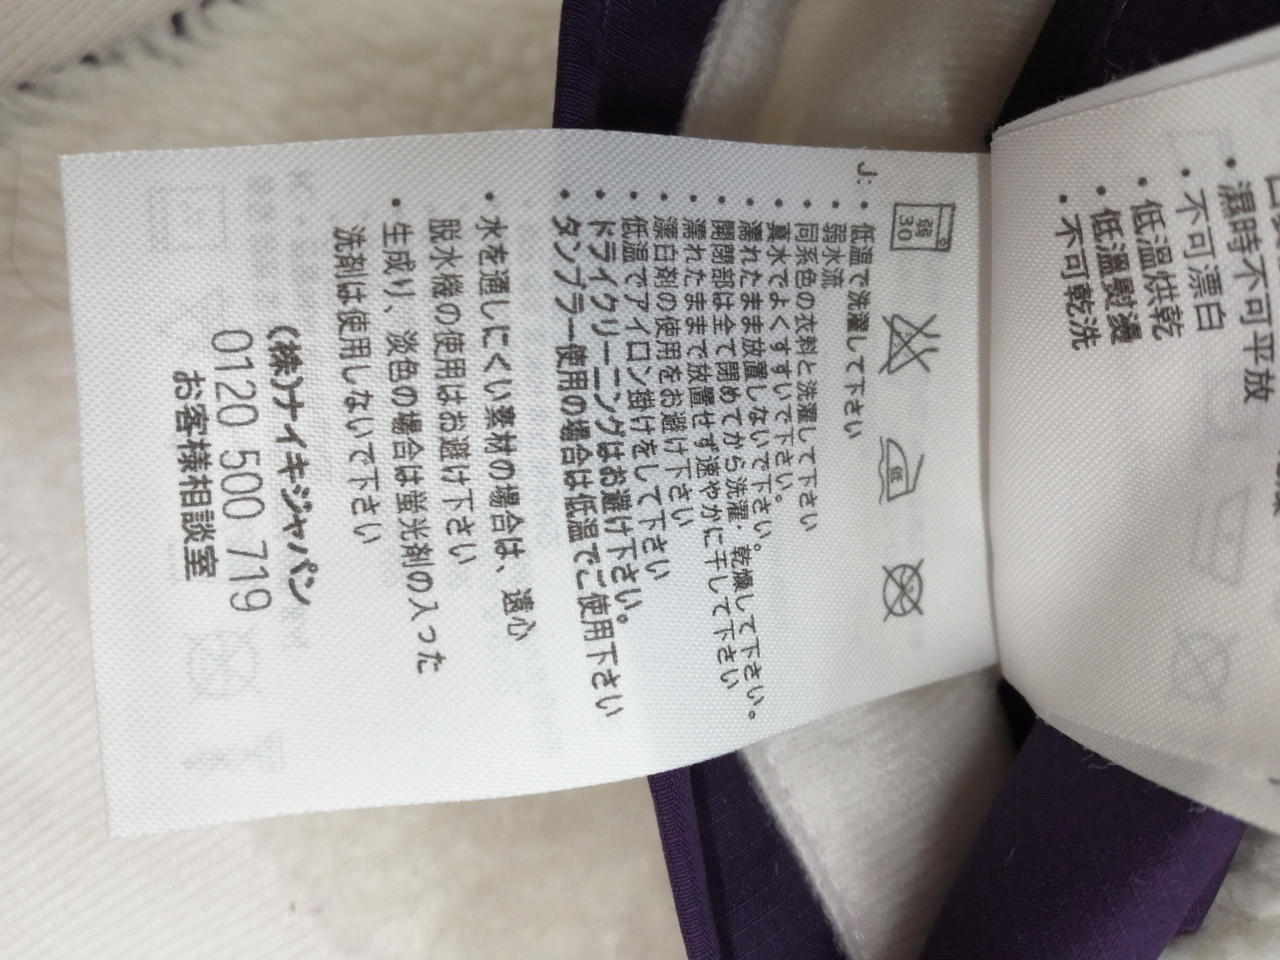 弱
30
低
J: • 低温で洗濯して下さい
• 弱水流
• 同系色の衣料と洗濯して下さい
• 真水でよくすすいで下さい。
• 濡れたまま放置しないで下さい。
• 開閉部は全て閉めてから洗濯・乾燥して下さい。
• 濡れたままで放置せず速やかに干して下さい
• 漂白剤の使用をお避け下さい
• 低温でアイロン掛けをして下さい
• ドライクリーニングはお避け下さい。
• タンブラー使用の場合は低温でご使用下さい
• 水を通しにくい素材の場合は、遠心
脱水機の使用はお避け下さい
• 生成り、淡色の場合は蛍光剤の入った
洗剤は使用しないで下さい
(株)ナイキジャパン
0120 500 719
お客様相談室
• 濕時不可平放
• 不可漂白
• 低溫烘乾
• 低溫熨燙
• 不可乾洗